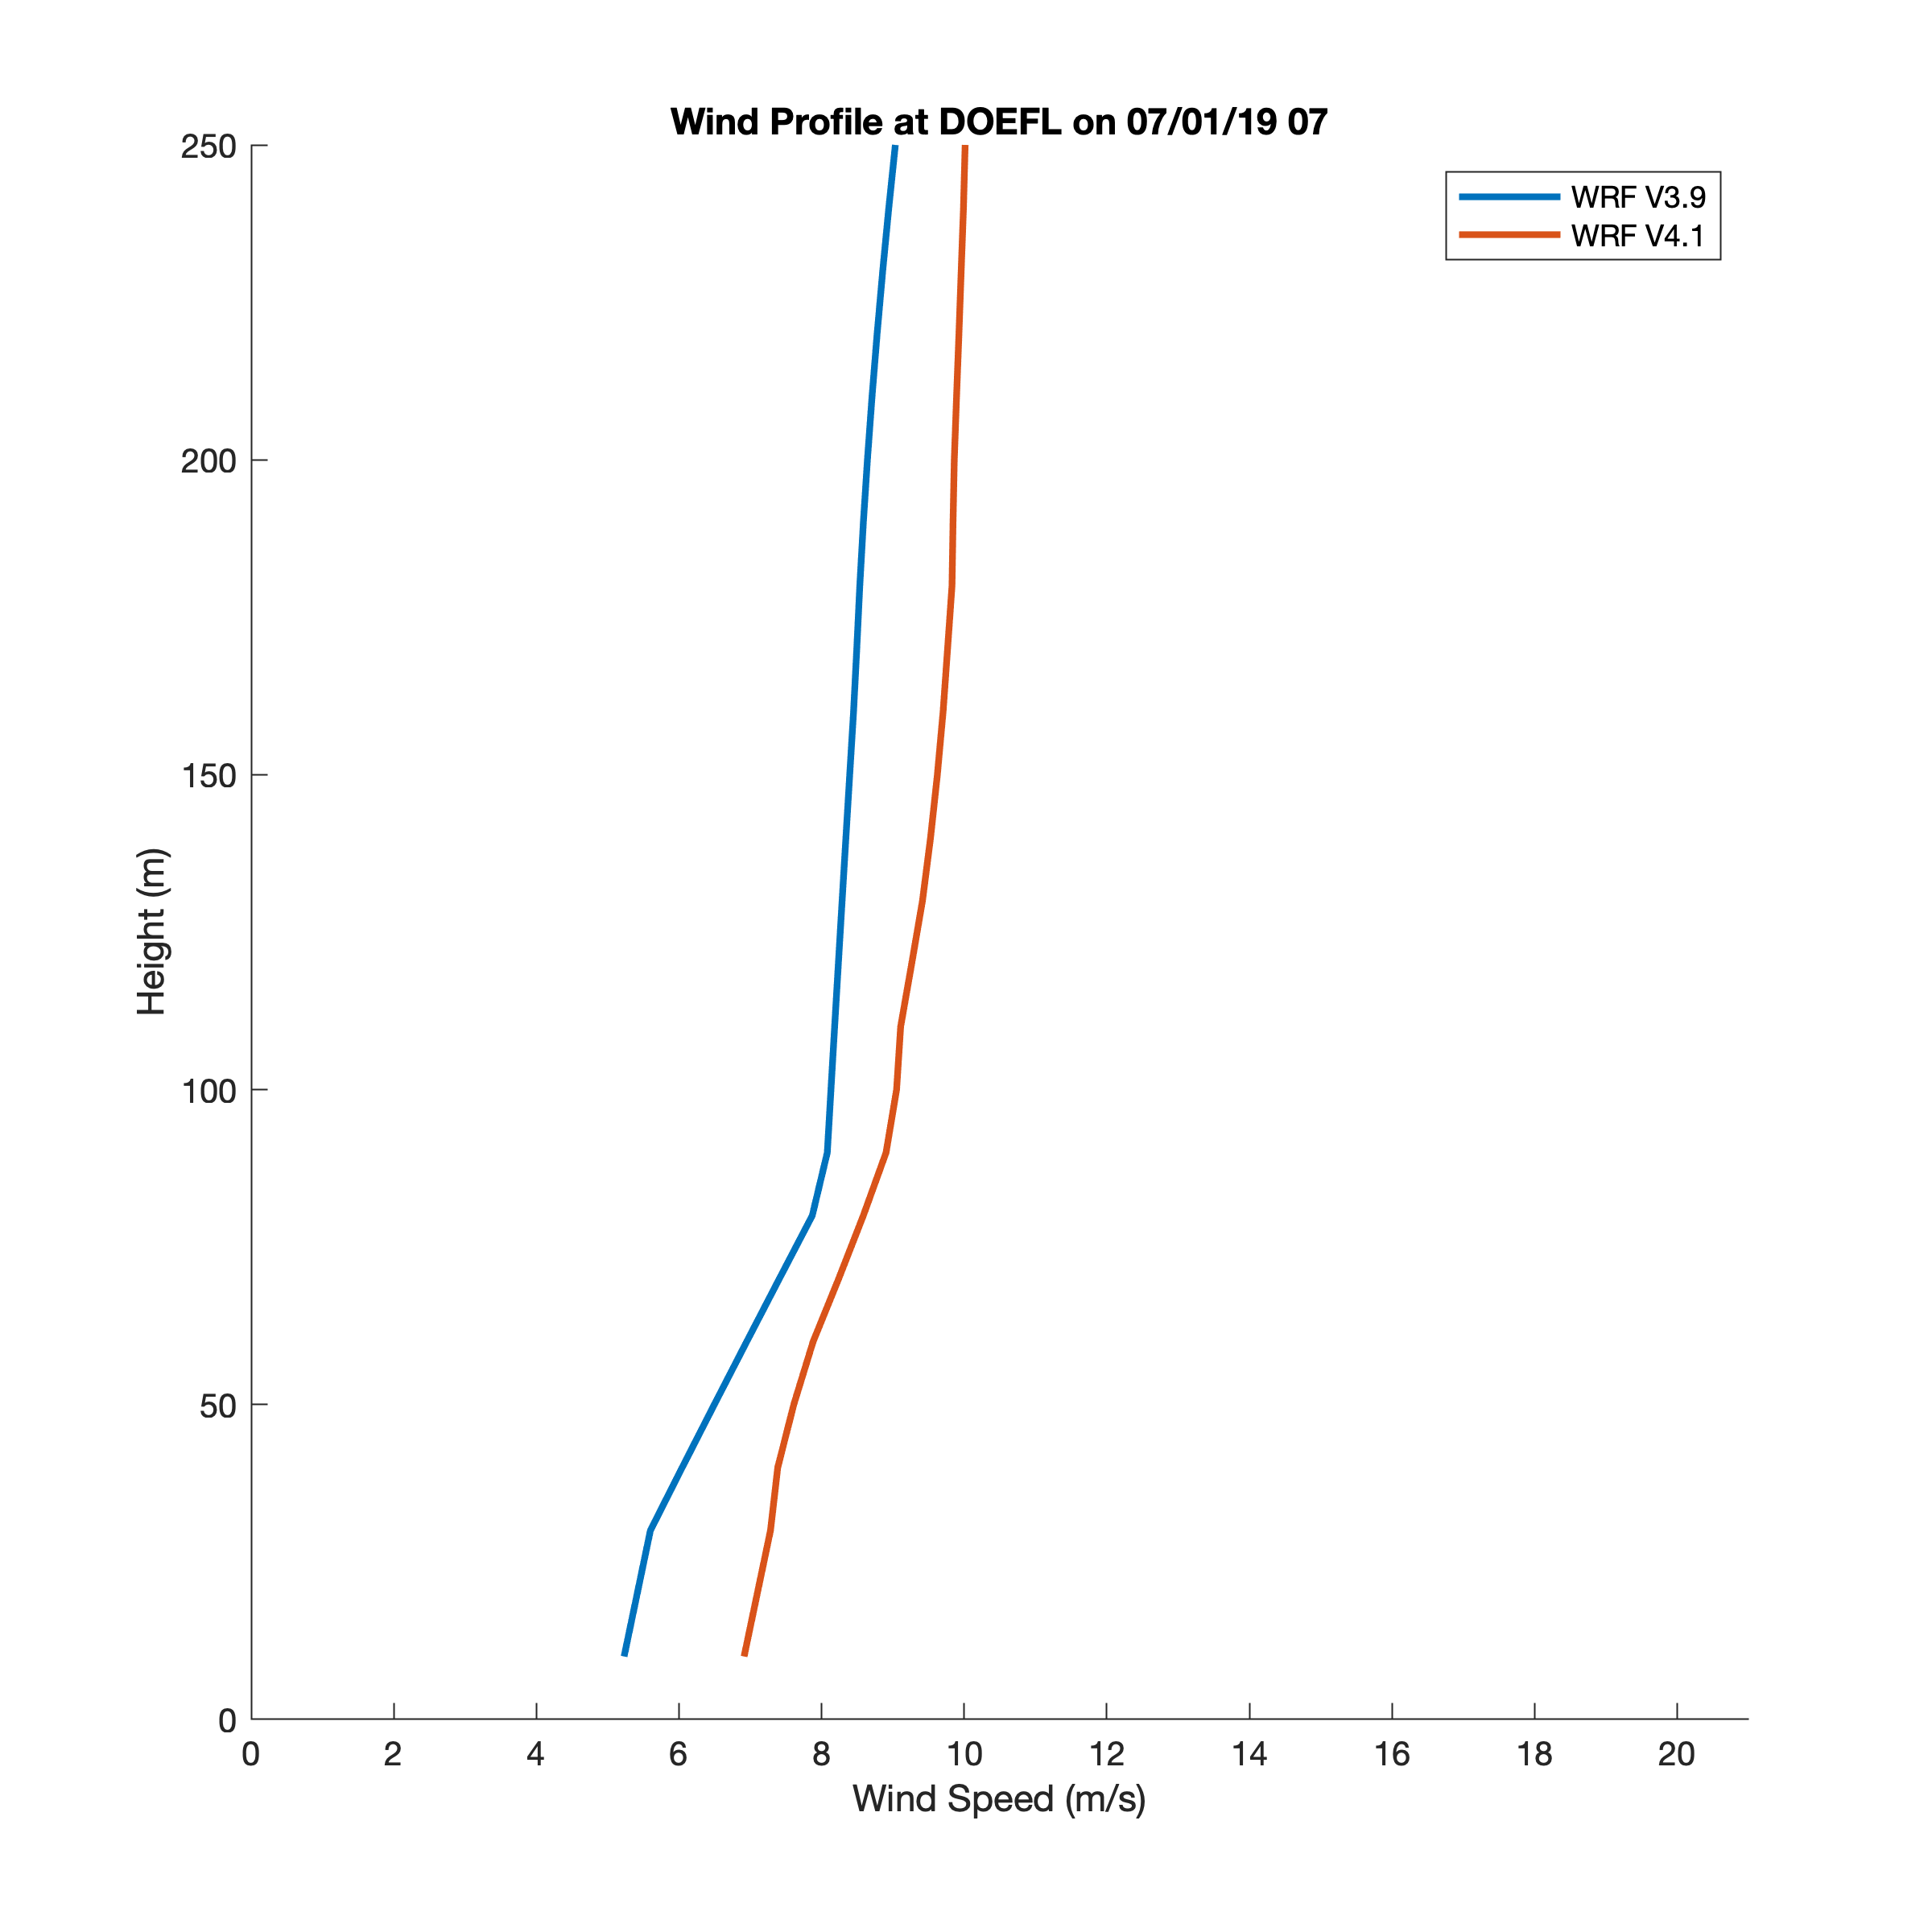 Wind Profile at DOEFL on 07/01/19 07
WRF V3.9
WRF V4.1
250
200
150
100
50
0
Height (m)
0 2 4 6 8 10 12 14 16 18 20
Wind Speed (m/s)